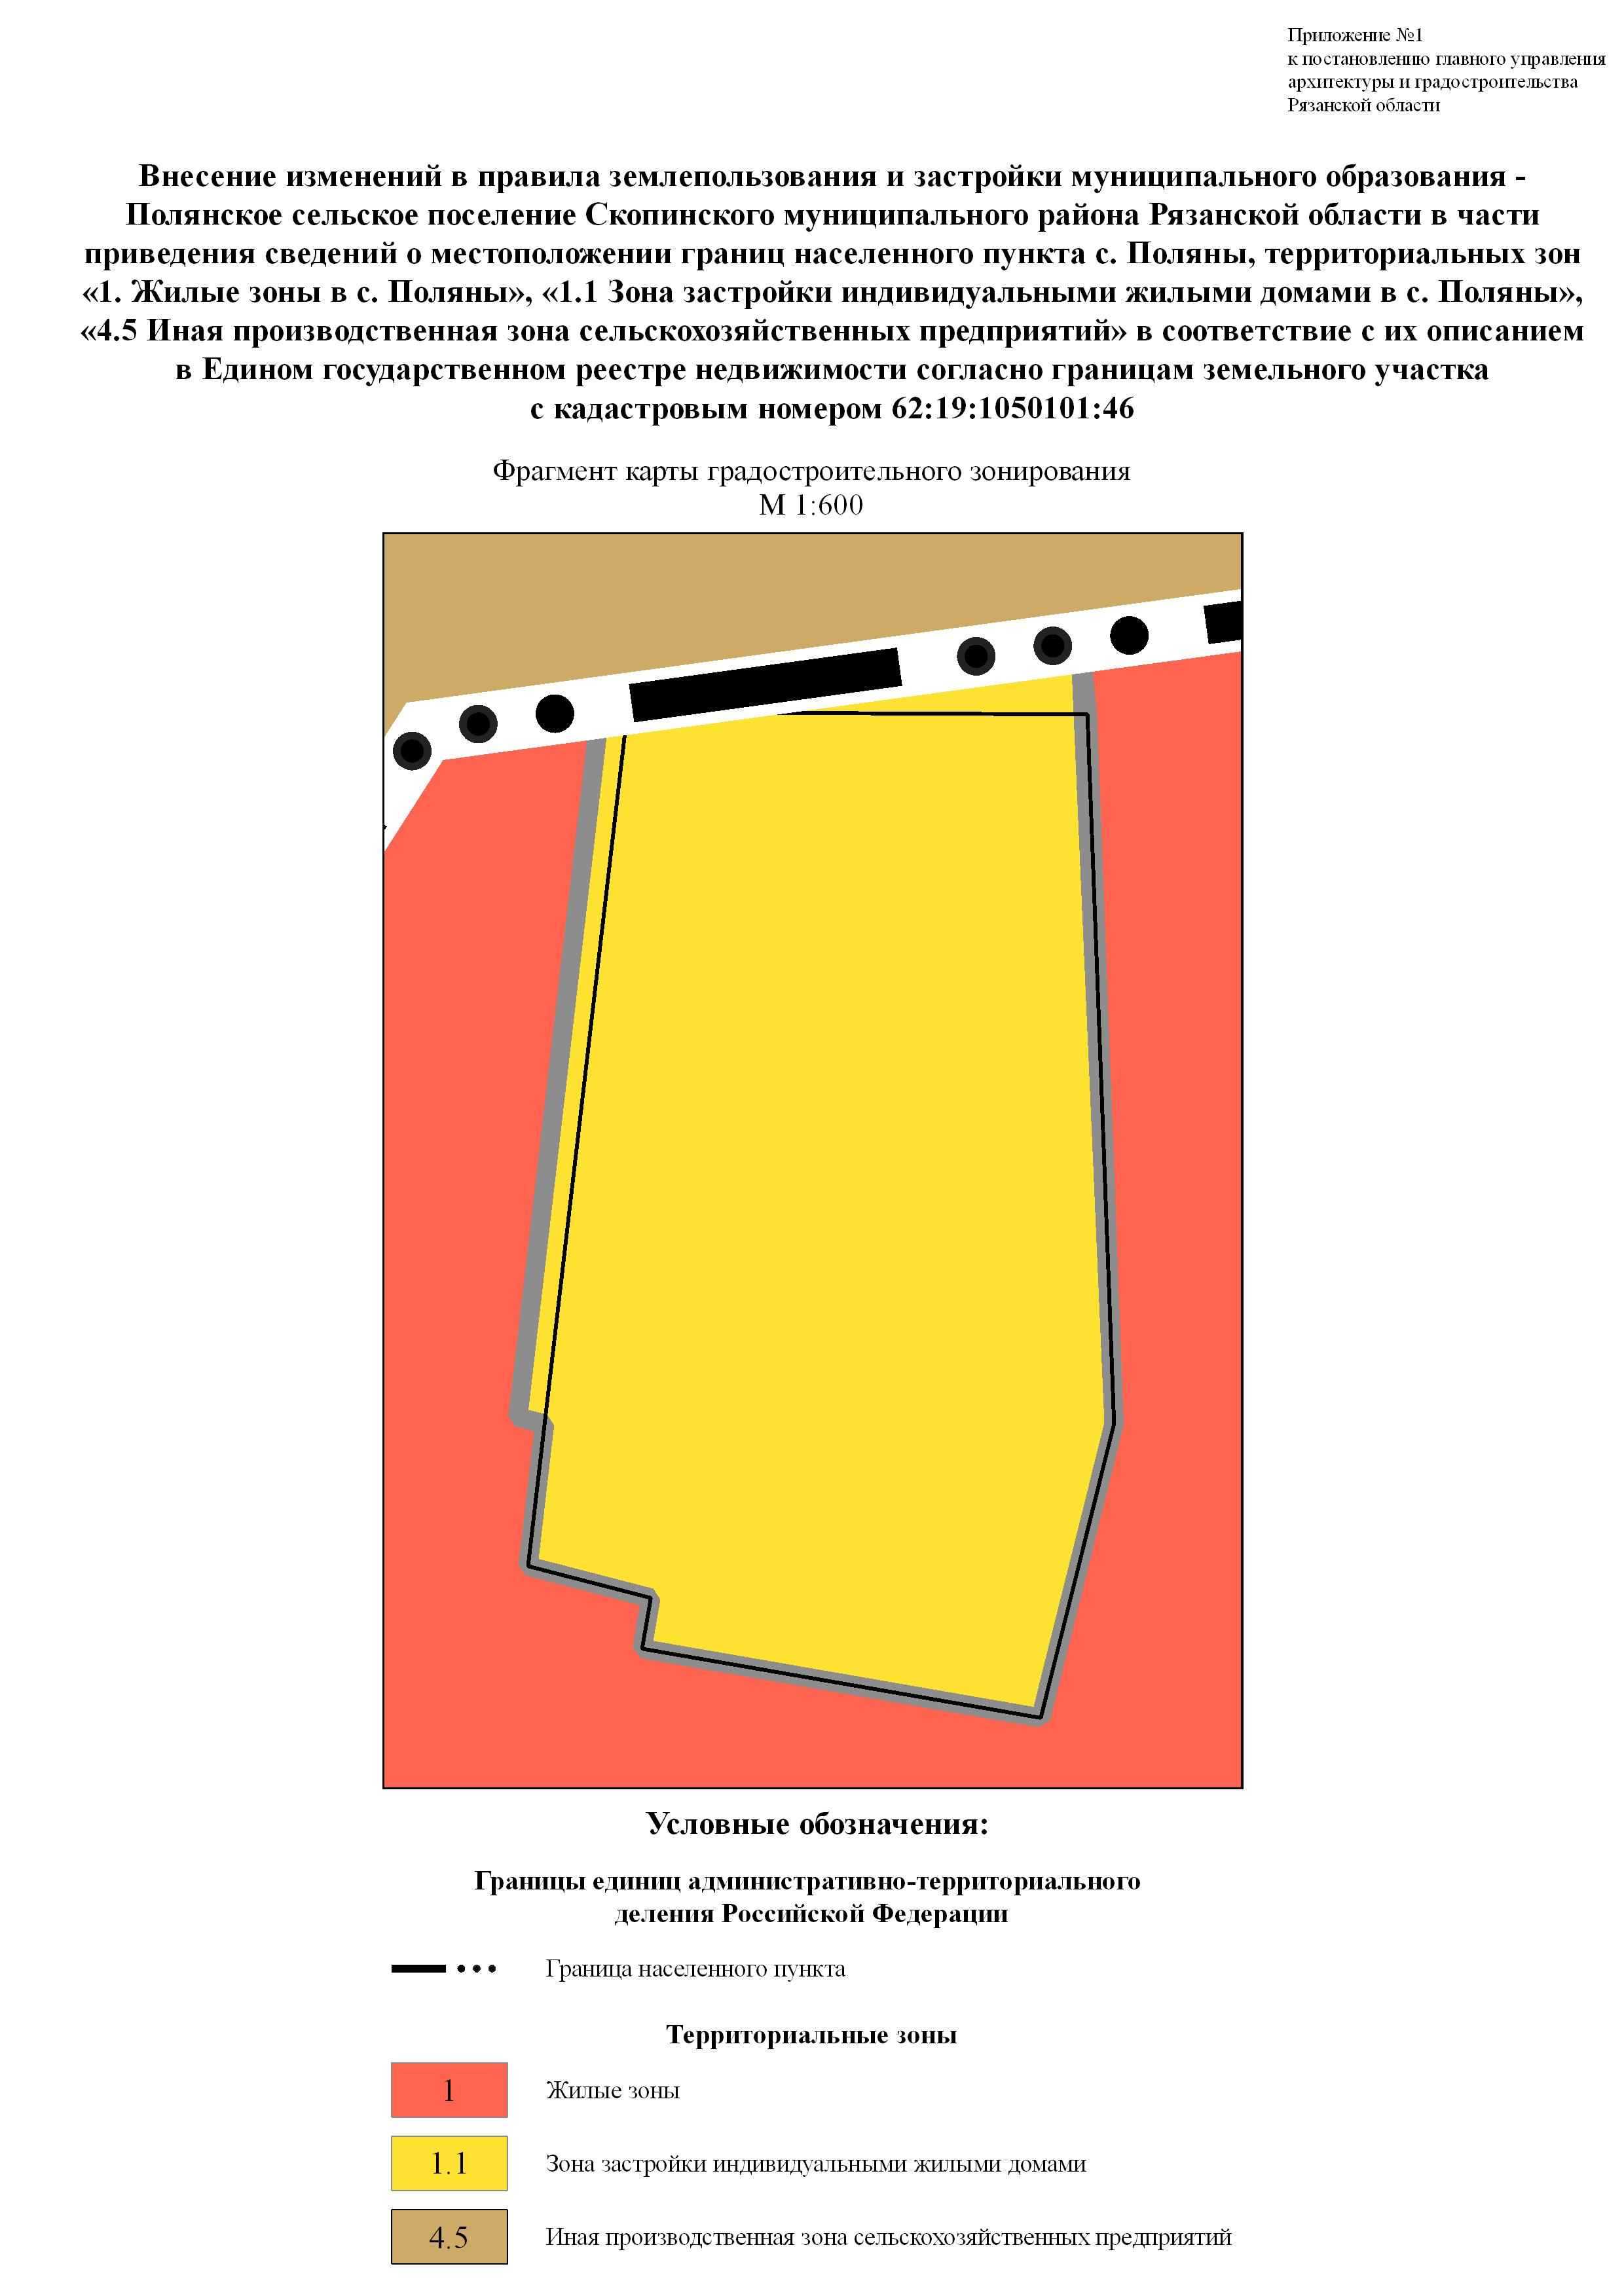 Приложение №1
к постановлению главного управления
архитектуры и градостроительства
Рязанской области
Внесение изменений в правила землепользования и застройки муниципального образования -
Полянское сельское поселение Скопинского муниципального района Рязанской области в части
приведения сведений о местоположении границ населенного пункта с. Поляны, территориальных зон
«1. Жилые зоны в с. Поляны», «1.1 Зона застройки индивидуальными жилыми домами в с. Поляны»,
«4.5 Иная производственная зона сельскохозяйственных предприятий» в соответствие с их описанием
в Едином государственном реестре недвижимости согласно границам земельного участка
с кадастровым номером 62:19:1050101:46
Фрагмент карты градостроительного зонирования
М 1:600
Условные обозначения:
Границы единиц административно-территориального
деления Российской Федерации
Граница населенного пункта
Территориальные зоны
1 Жилые зоны
1.1 Зона застройки индивидуальными жилыми домами
4.5 Иная производственная зона сельскохозяйственных предприятий